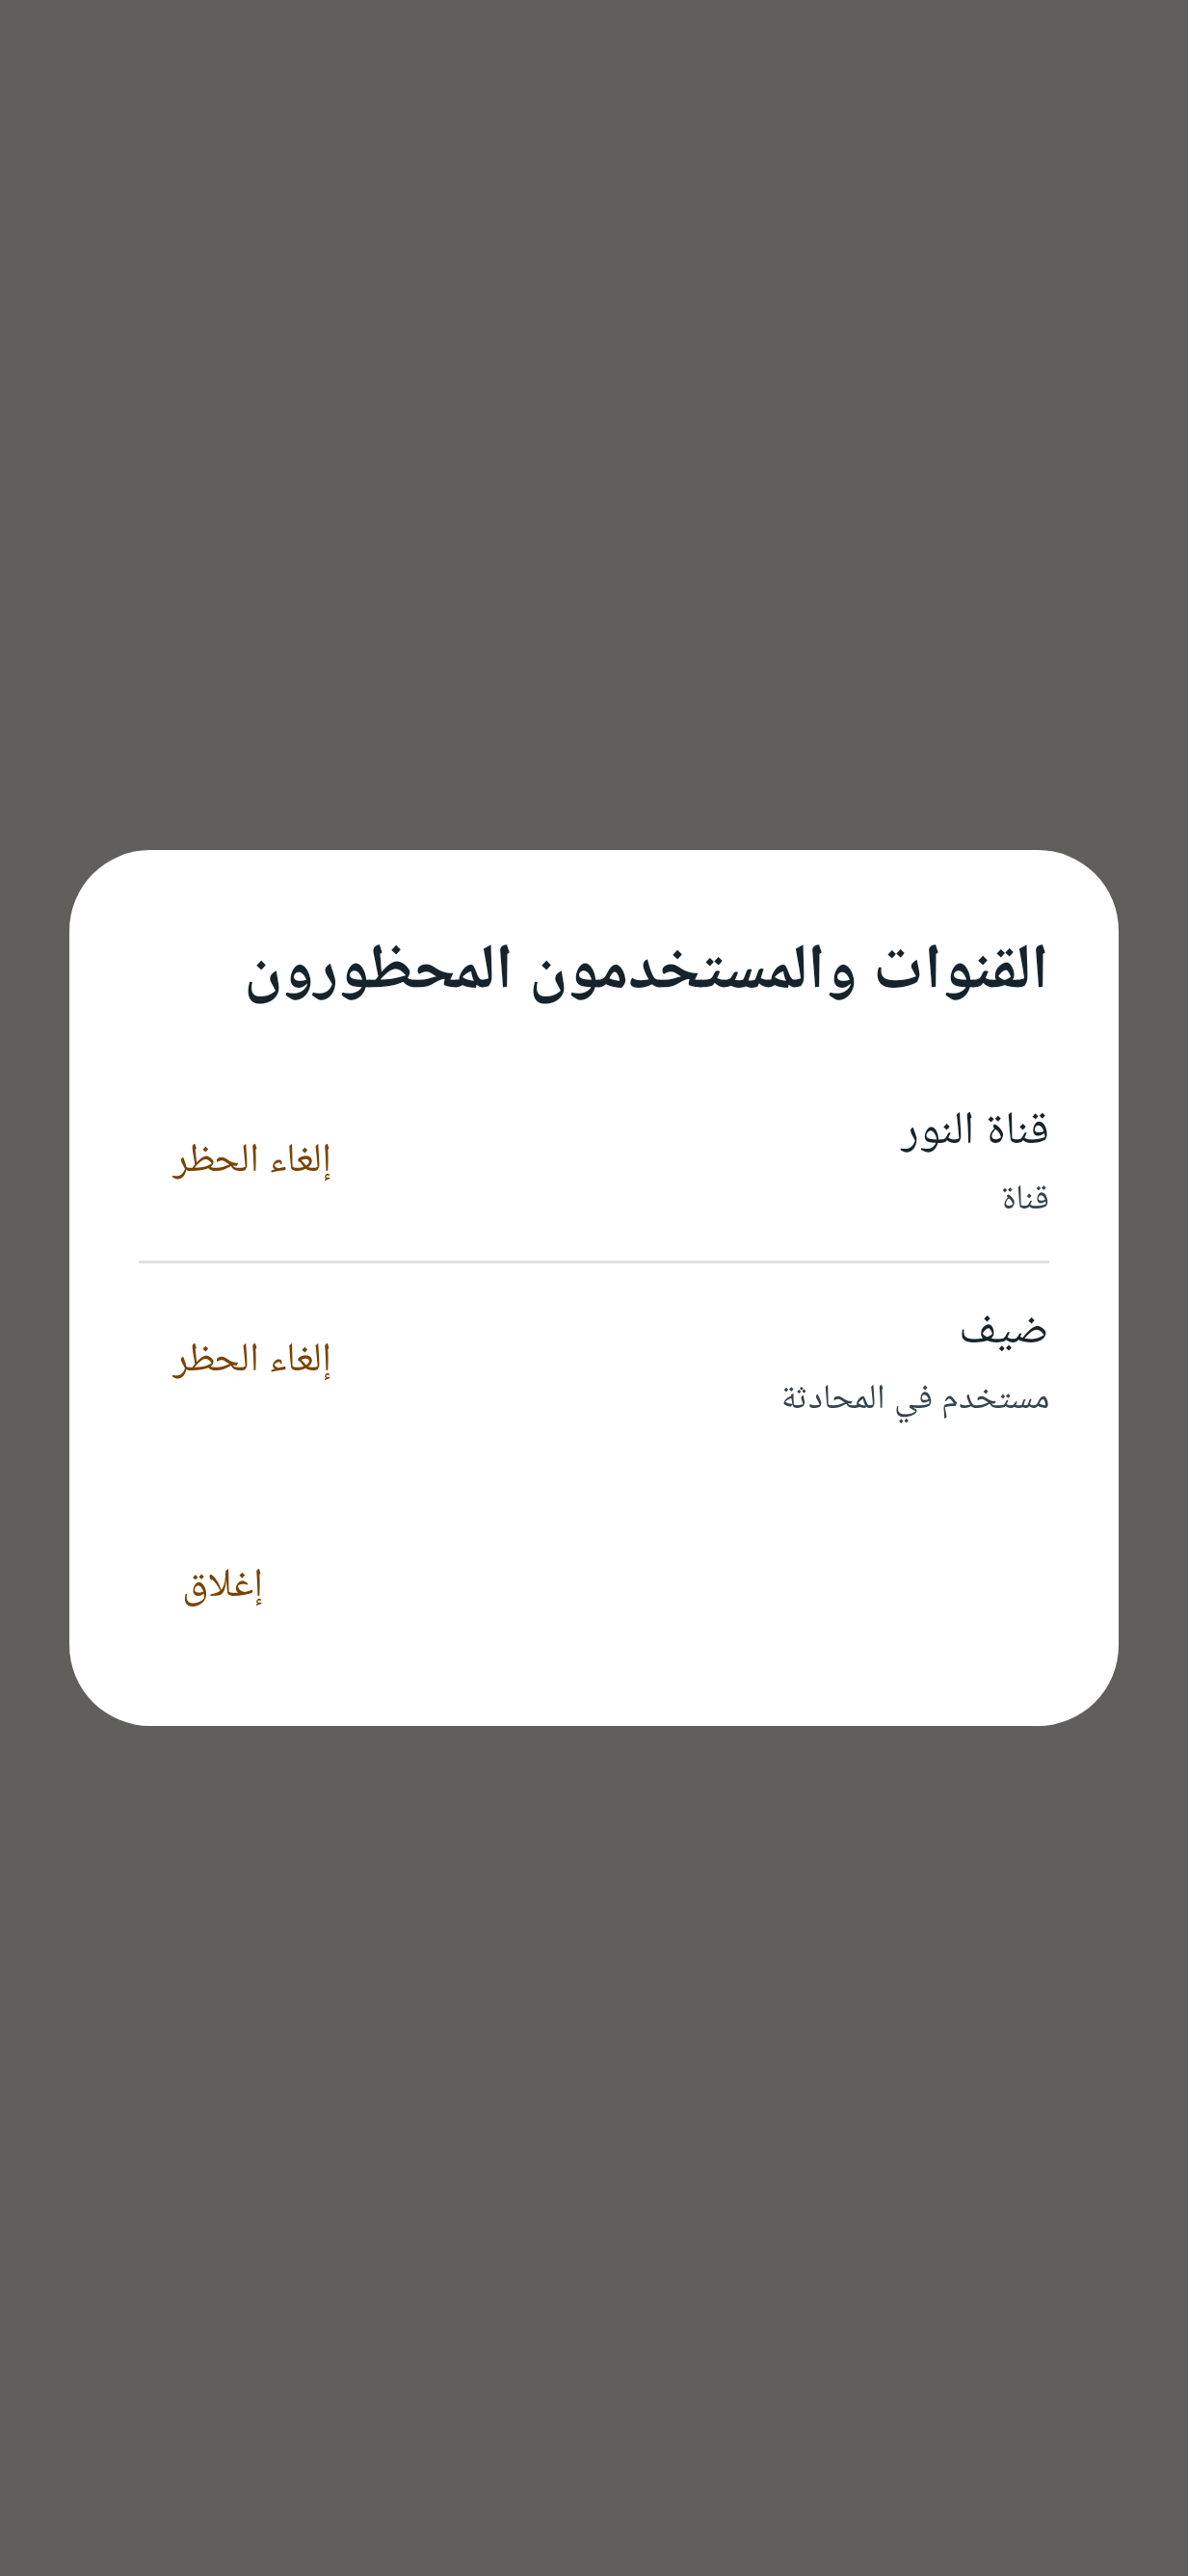 القنوات والمستخدمون المحظورون
قناة النور
قناة
إلغاء الحظر
ضيف
مستخدم في المحادثة
إلغاء الحظر
إغلاق